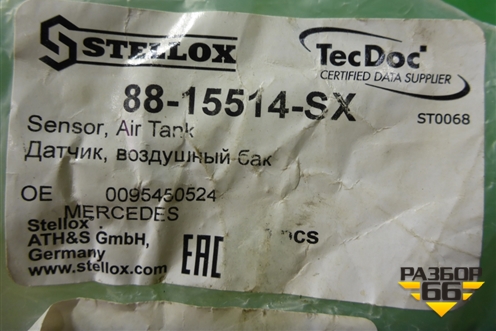 STELLOX
TecDoc
CERTIFIED DATA SUPPLIER
88-15514-SX
ST0068
Sensor, Air Tank
Датчик, воздушный бак
OE 0095450524
MERCEDES
Stellox
ATH&S GmbH,
Germany
www.stellox.com
EAC
PCS
РАЗБОР
66